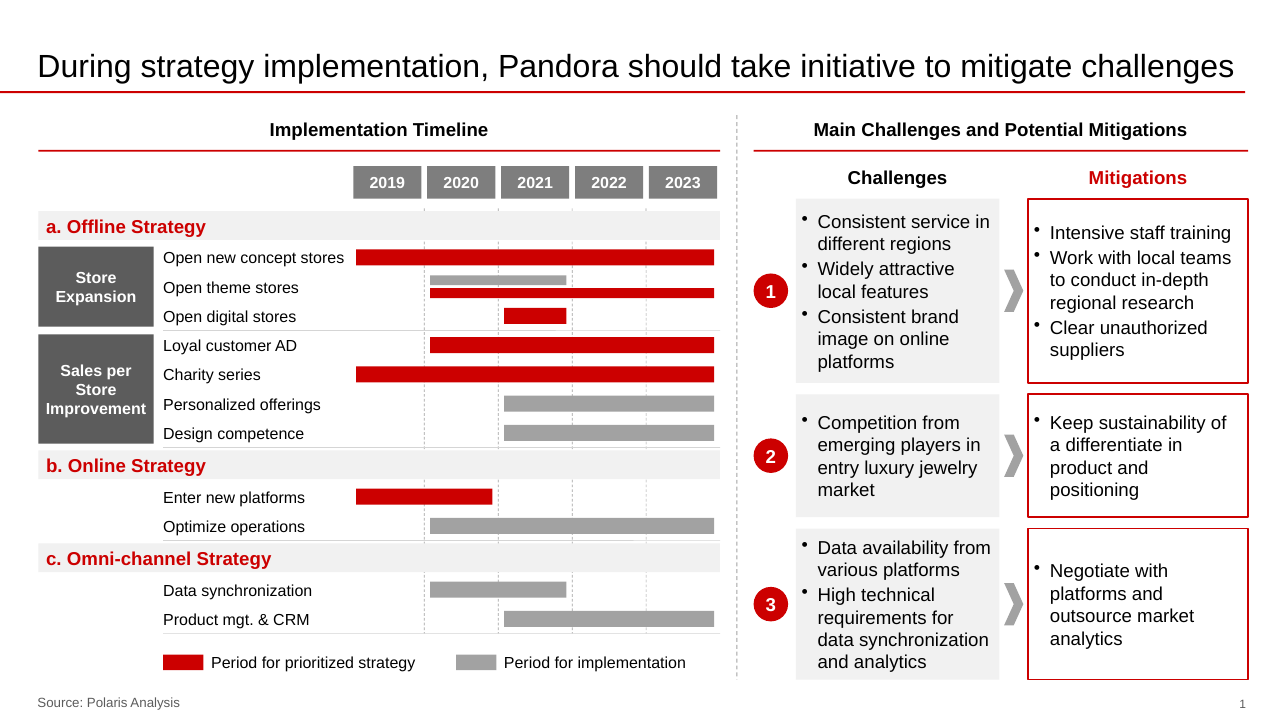 During strategy implementation, Pandora should take initiative to mitigate challenges
Implementation Timeline
2019 2020 2021 2022 2023
a. Offline Strategy
Store
Expansion
Open new concept stores
Open theme stores
Open digital stores
Sales per
Store
Improvement
Loyal customer AD
Charity series
Personalized offerings
Design competence
b. Online Strategy
Enter new platforms
Optimize operations
c. Omni-channel Strategy
Data synchronization
Product mgt. & CRM
Period for prioritized strategy
Period for implementation
Main Challenges and Potential Mitigations
Challenges
Mitigations
1
• Consistent service in
different regions
• Widely attractive
local features
• Consistent brand
image on online
platforms
• Intensive staff training
• Work with local teams
to conduct in-depth
regional research
• Clear unauthorized
suppliers
2
• Competition from
emerging players in
entry luxury jewelry
market
• Keep sustainability of
a differentiate in
product and
positioning
3
• Data availability from
various platforms
• High technical
requirements for
data synchronization
and analytics
• Negotiate with
platforms and
outsource market
analytics
Source: Polaris Analysis
1